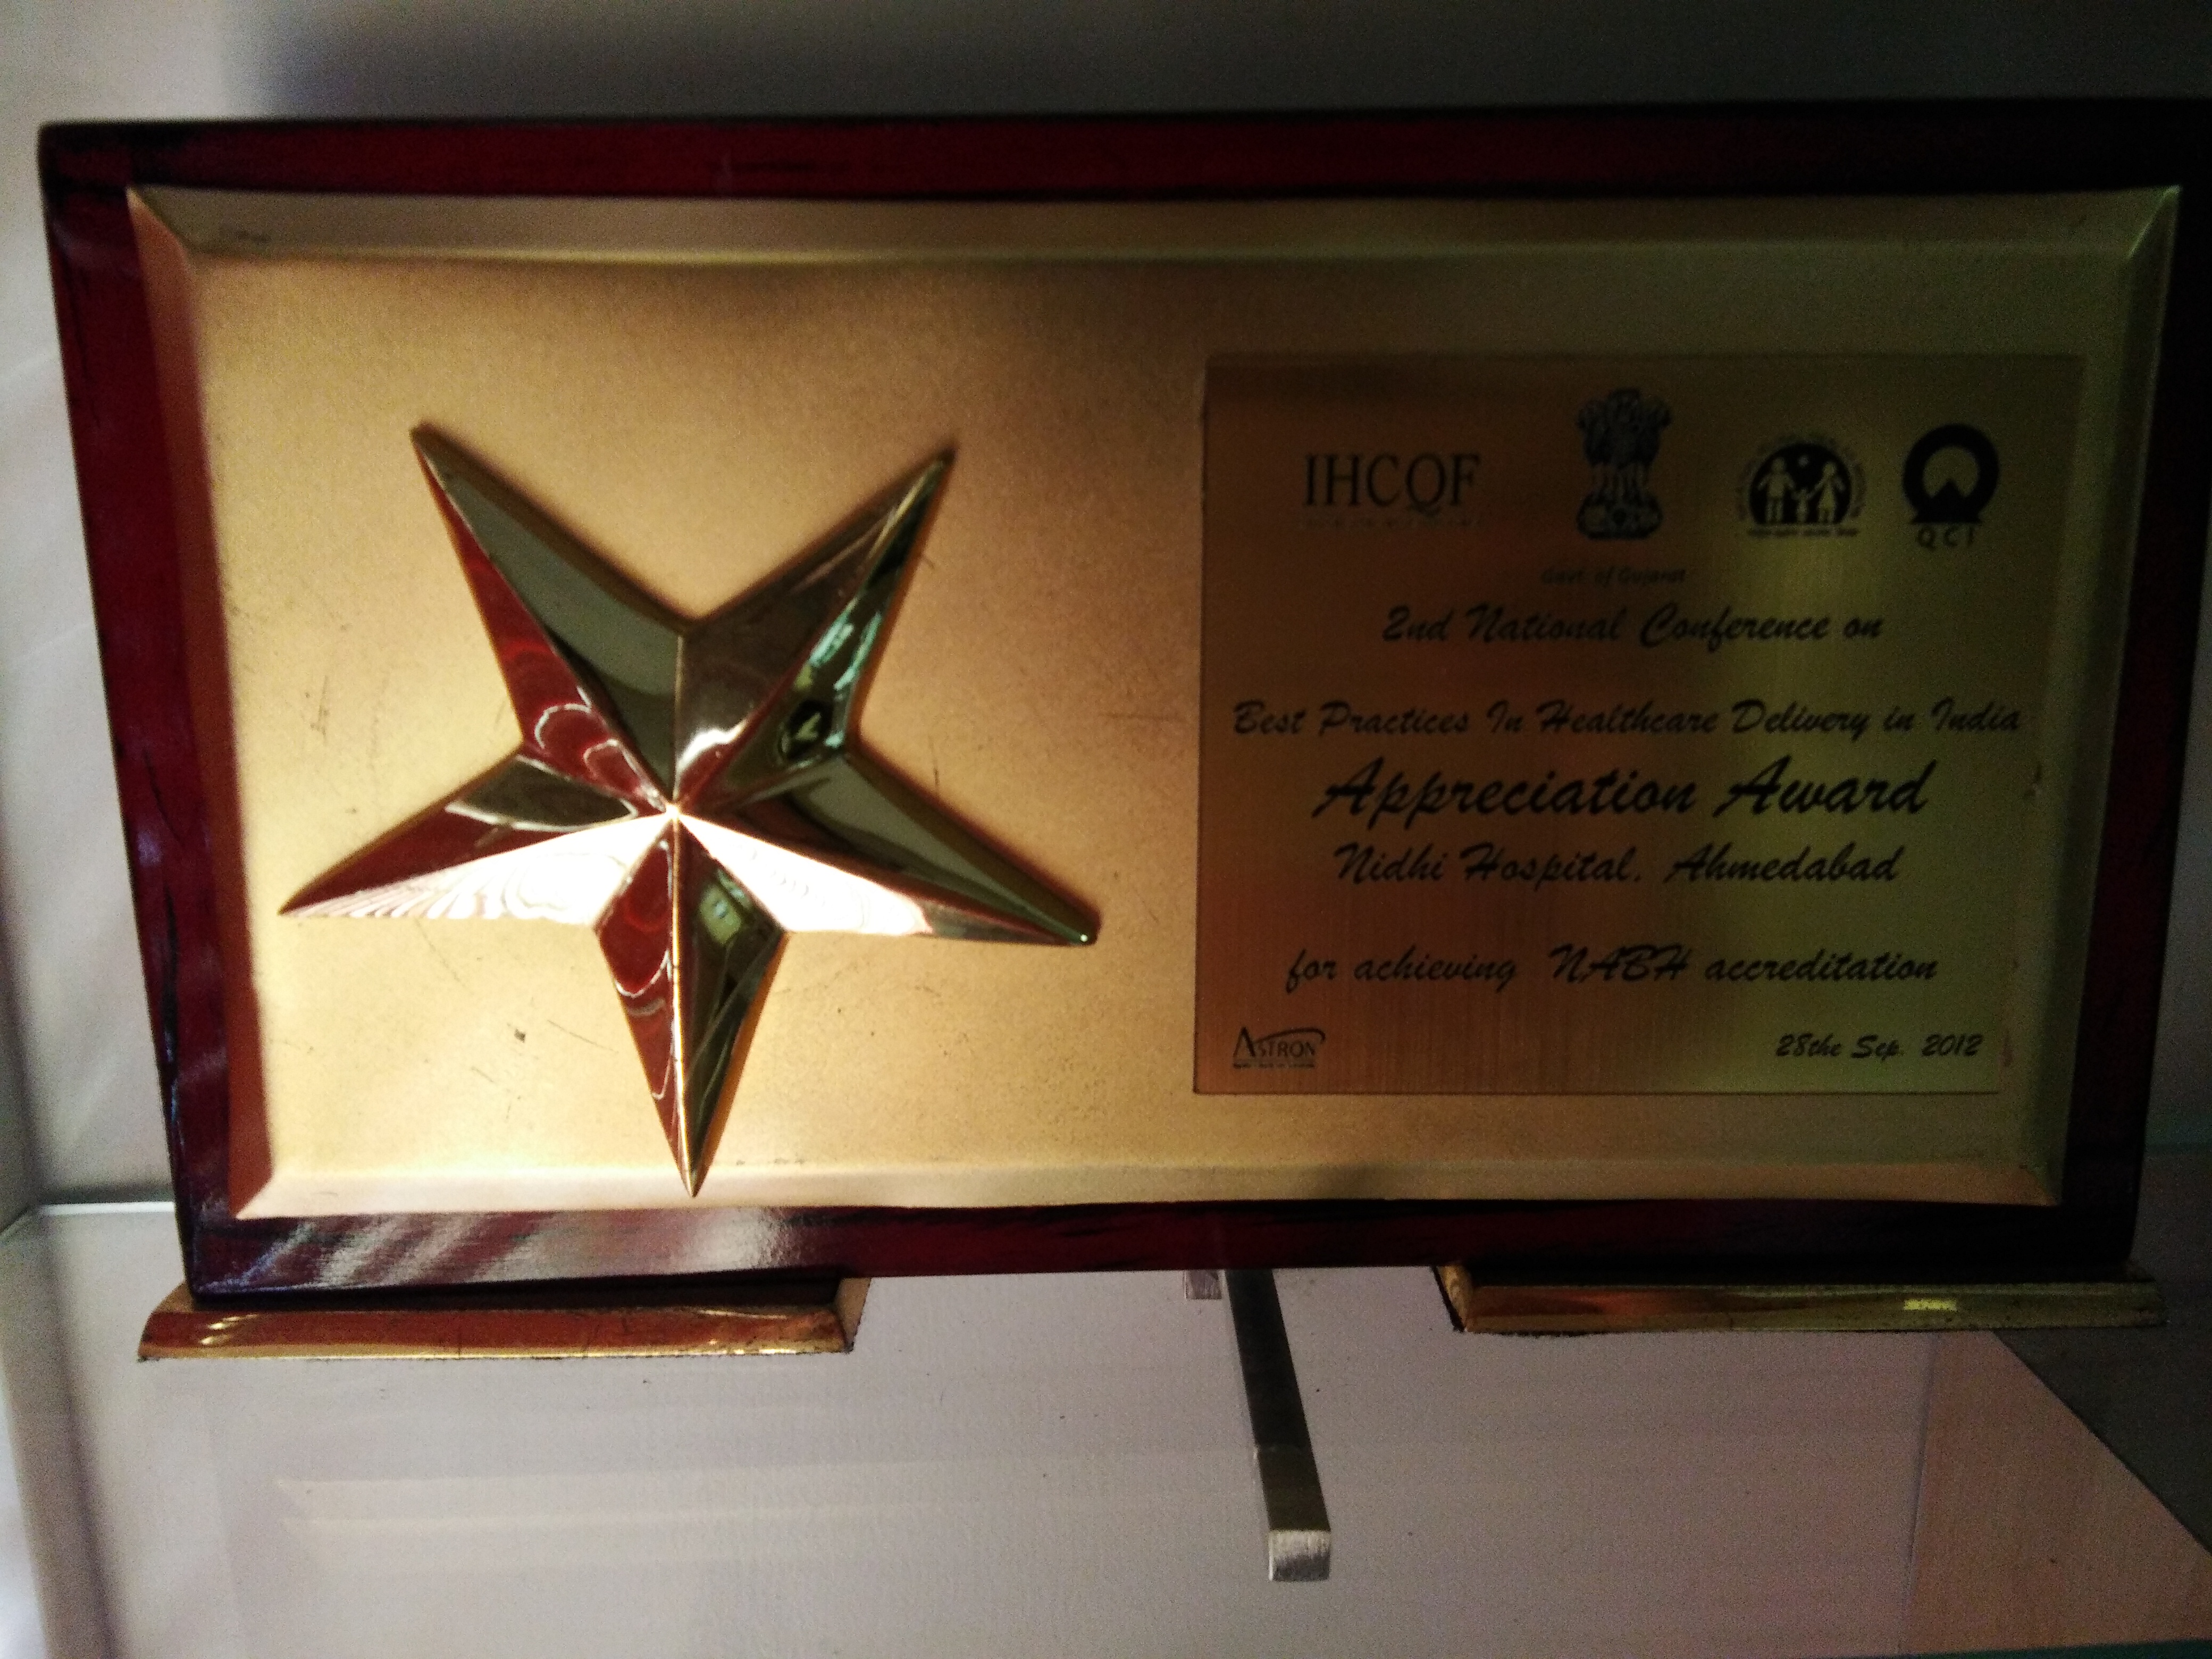 IHCQF
QCI
Govt. of Gujarat
2nd National Conference on
Best Practices In Healthcare Delivery in India
Appreciation Award
Nidhi Hospital. Ahmedabad
for achieving NABH accreditation
ASTRON
28the Sep. 2012